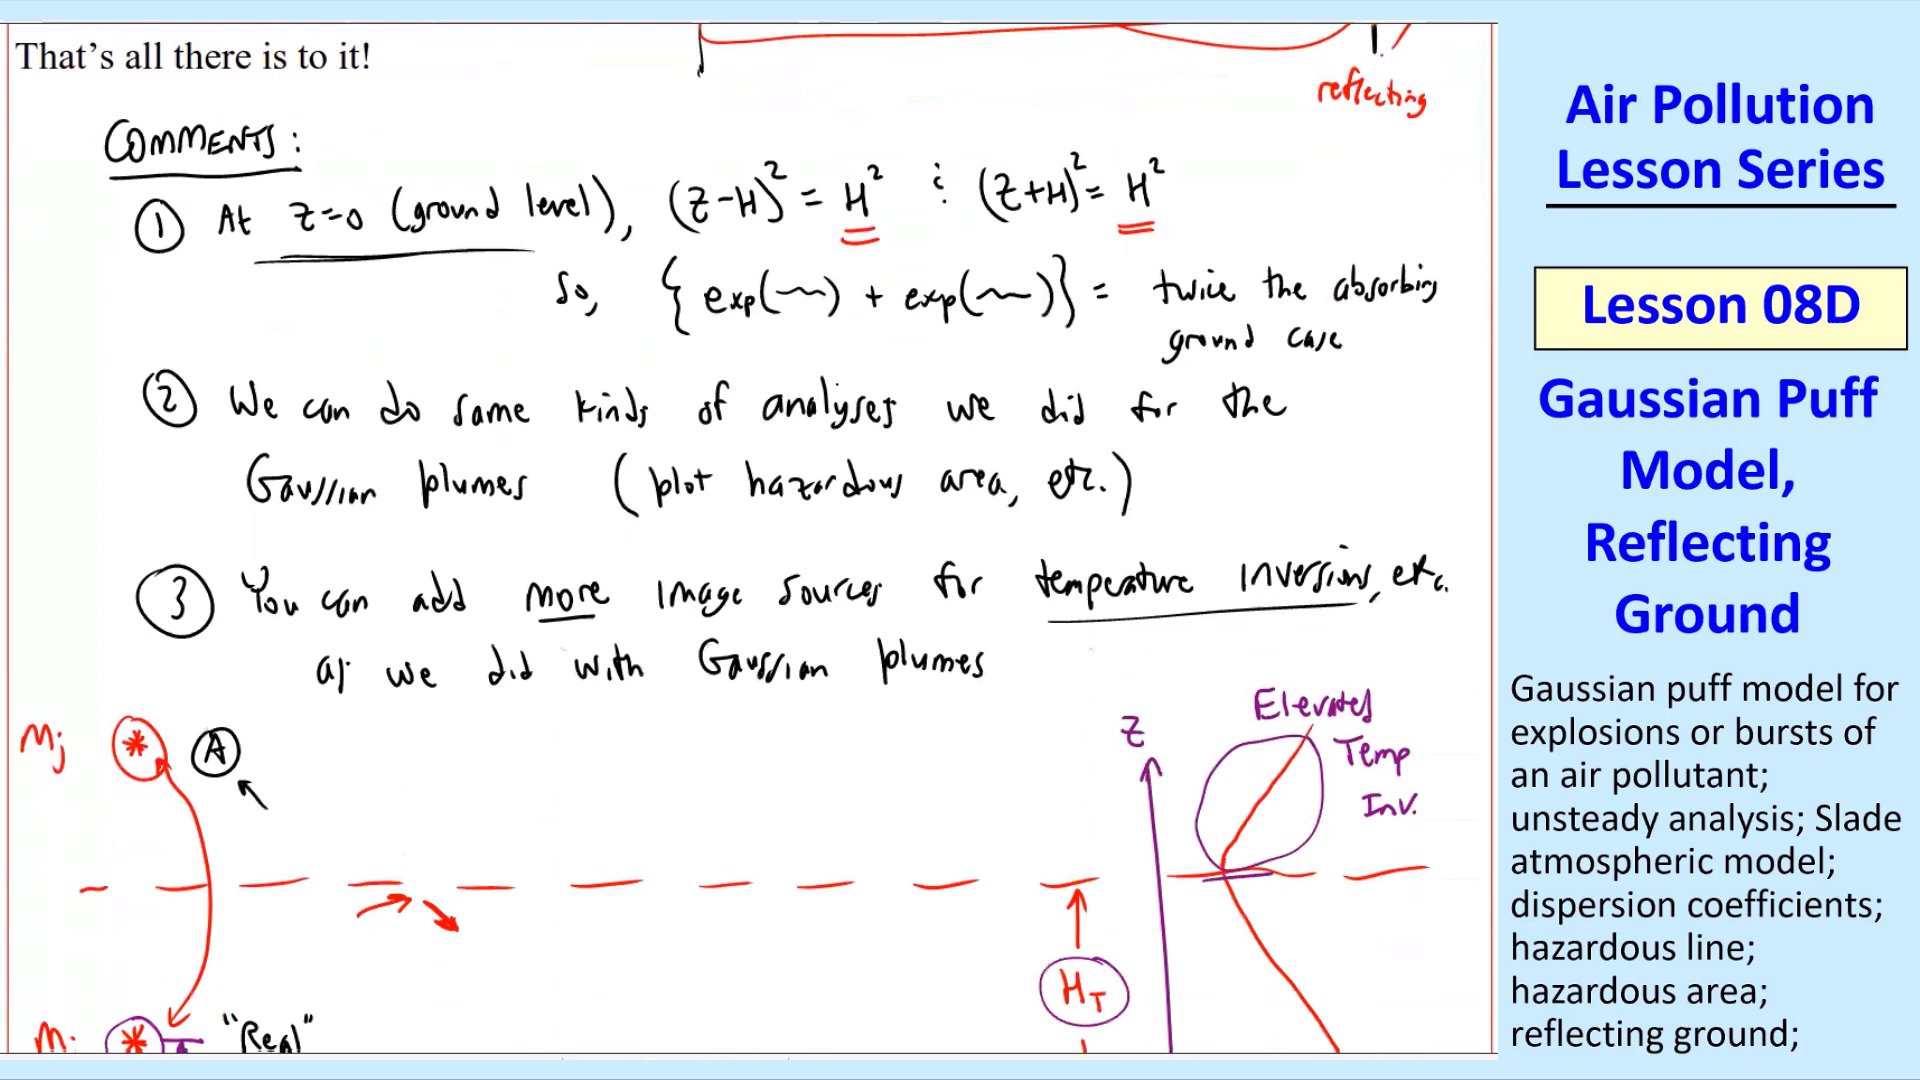 That's all there is to it!
reflecting
COMMENTS:
① At z=0 (ground level), (z-H)² = H² & (z+H)² = H²
So, {exp(~) + exp(~)} = twice the absorbing
ground case
② We can do same kinds of analyses we did for the
Gaussian plumes (plot hazardous area, etc.)
③ You can add more image sources for temperature inversions, etc.
as we did with Gaussian plumes
mj * A
z
Elevated
Temp
Inv.
HT
m. * "Real"
Air Pollution
Lesson Series
Lesson 08D
Gaussian Puff
Model,
Reflecting
Ground
Gaussian puff model for
explosions or bursts of
an air pollutant;
unsteady analysis; Slade
atmospheric model;
dispersion coefficients;
hazardous line;
hazardous area;
reflecting ground;